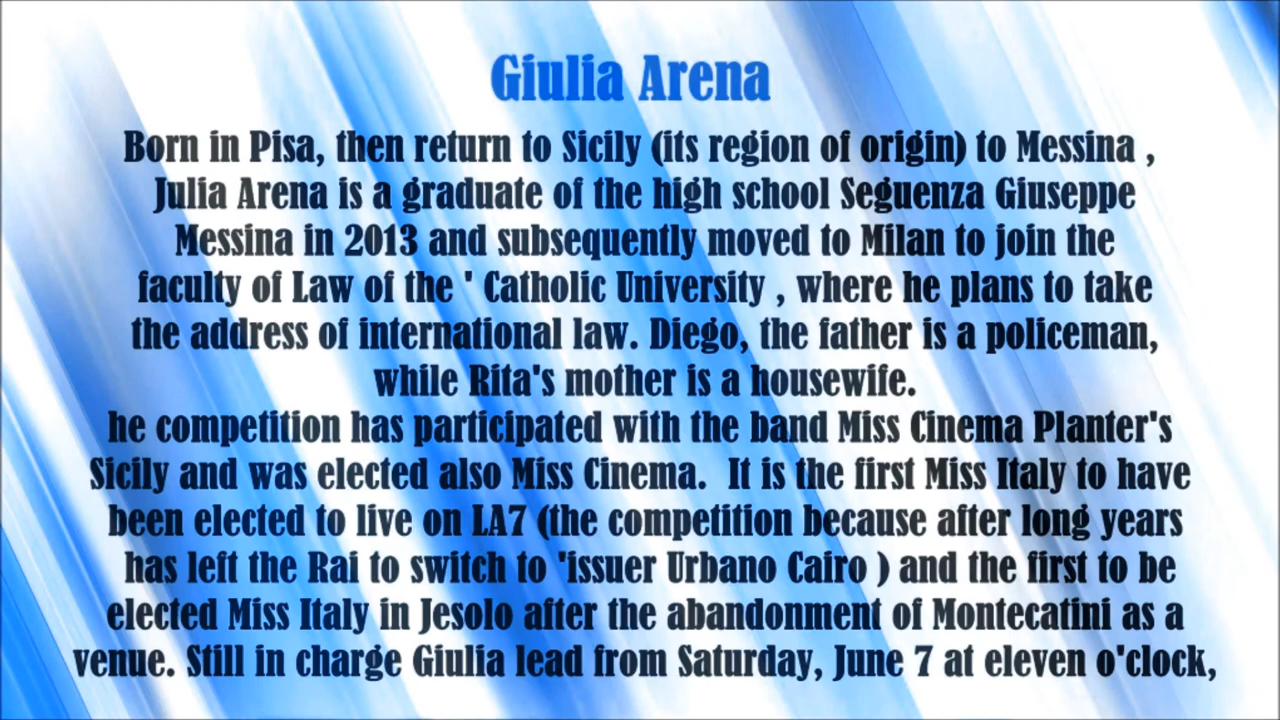 Giulia Arena
Born in Pisa, then return to Sicily (its region of origin) to Messina ,
Julia Arena is a graduate of the high school Seguenza Giuseppe
Messina in 2013 and subsequently moved to Milan to join the
faculty of Law of the ' Catholic University , where he plans to take
the address of international law. Diego, the father is a policeman,
while Rita's mother is a housewife.
he competition has participated with the band Miss Cinema Planter's
Sicily and was elected also Miss Cinema. It is the first Miss Italy to have
been elected to live on LA7 (the competition because after long years
has left the Rai to switch to 'issuer Urbano Cairo ) and the first to be
elected Miss Italy in Jesolo after the abandonment of Montecatini as a
venue. Still in charge Giulia lead from Saturday, June 7 at eleven o'clock,